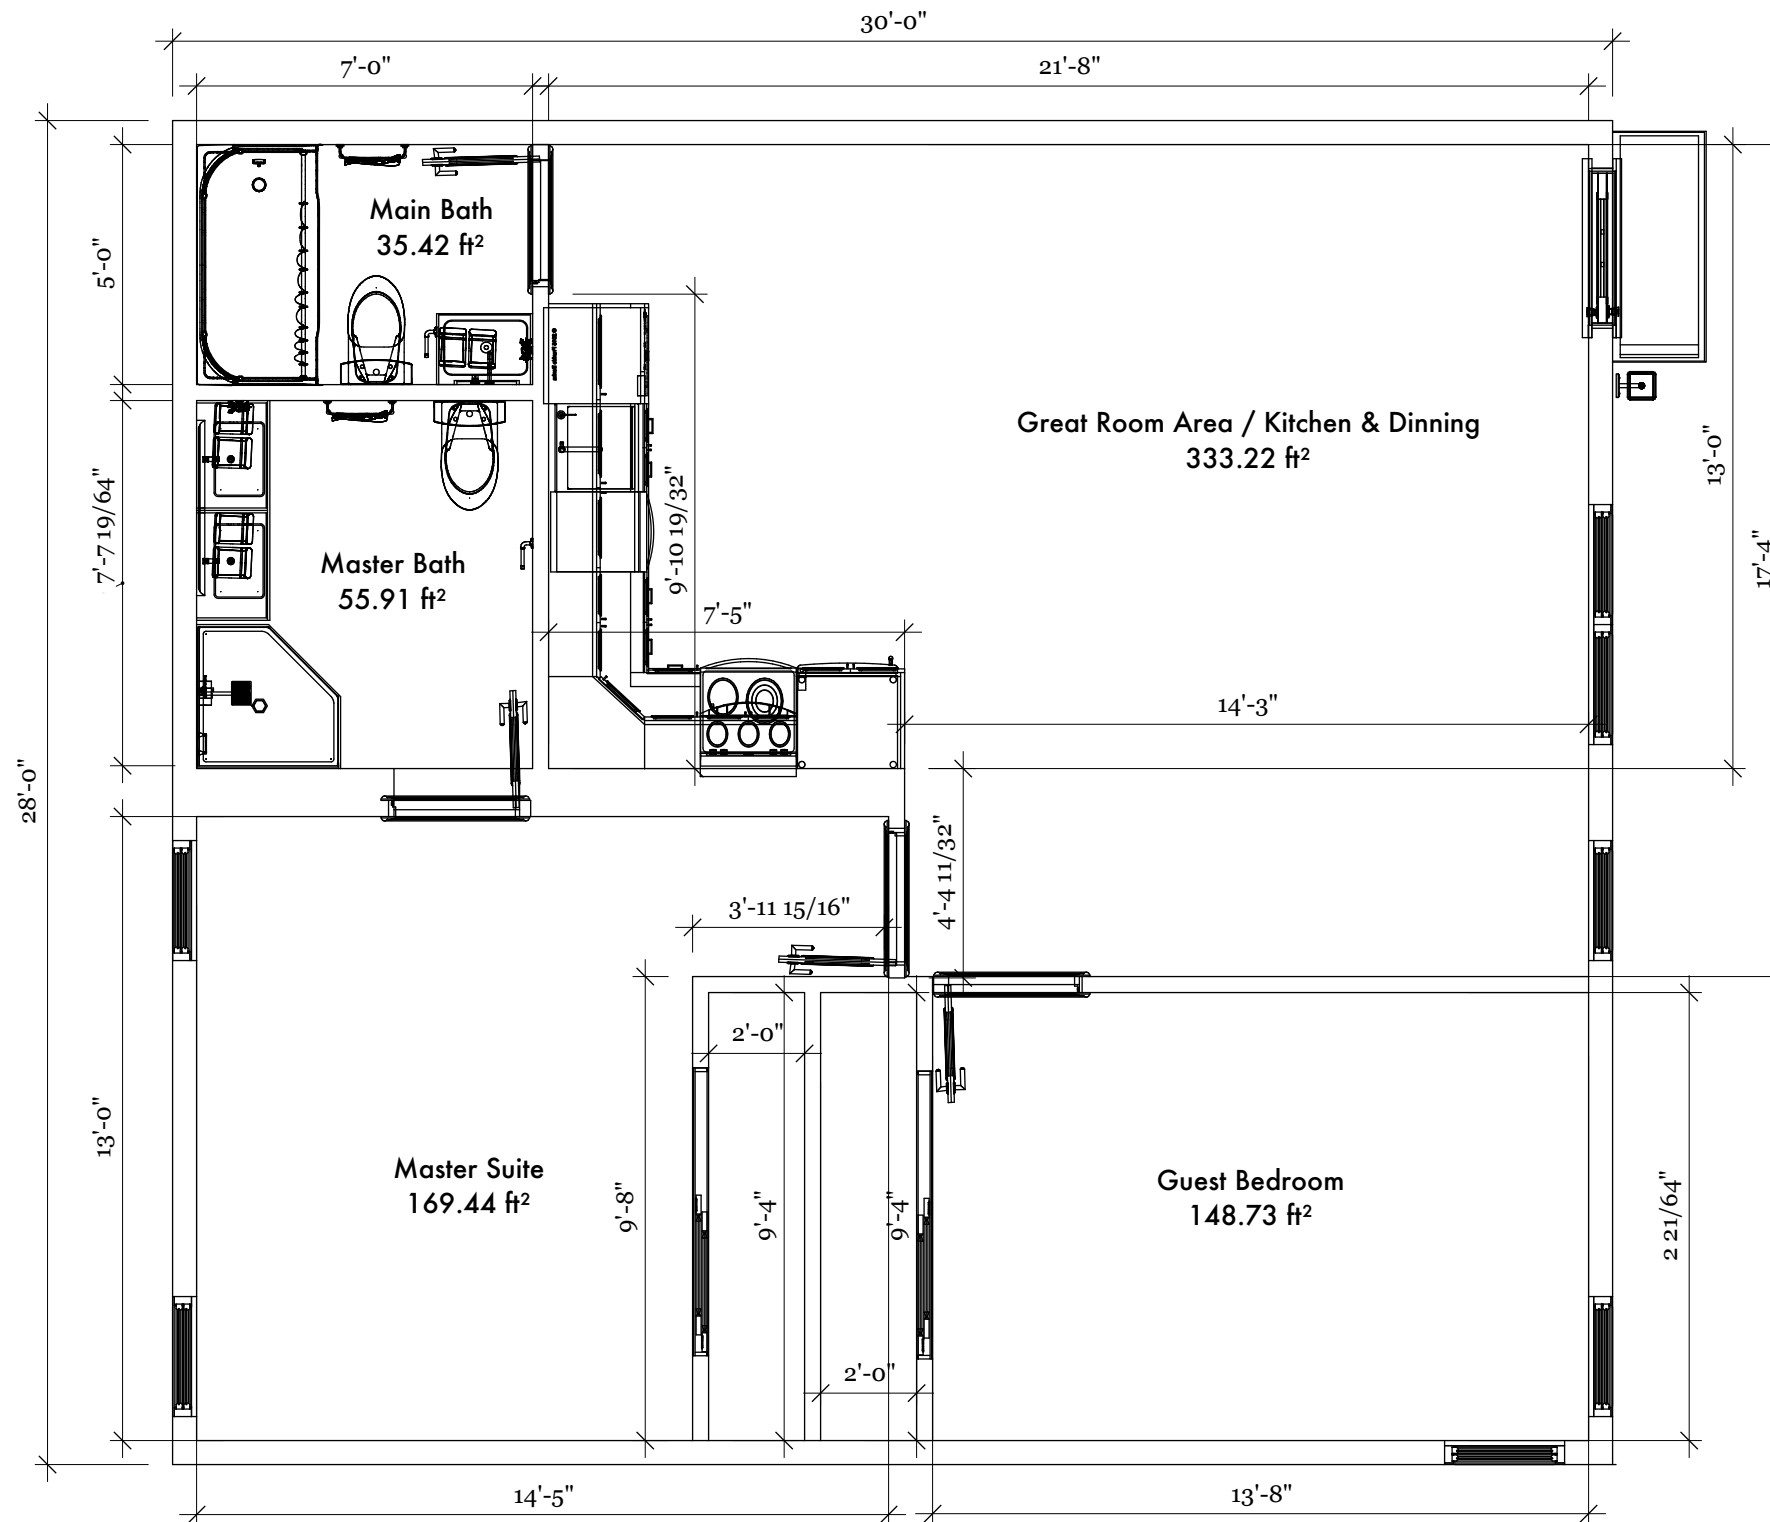 30'-0"
7'-0"
21'-8"
Main Bath
35.42 ft²
5'-0"
Great Room Area / Kitchen & Dinning
333.22 ft²
13'-0"
7'-7 19/64"
9'-10 19/32"
17'-4"
Master Bath
55.91 ft²
7'-5"
14'-3"
28'-0"
4'-4 11/32"
3'-11 15/16"
2'-0"
13'-0"
Master Suite
169.44 ft²
9'-8"
9'-4"
9'-4"
Guest Bedroom
148.73 ft²
2 21/64"
2'-0"
14'-5"
13'-8"